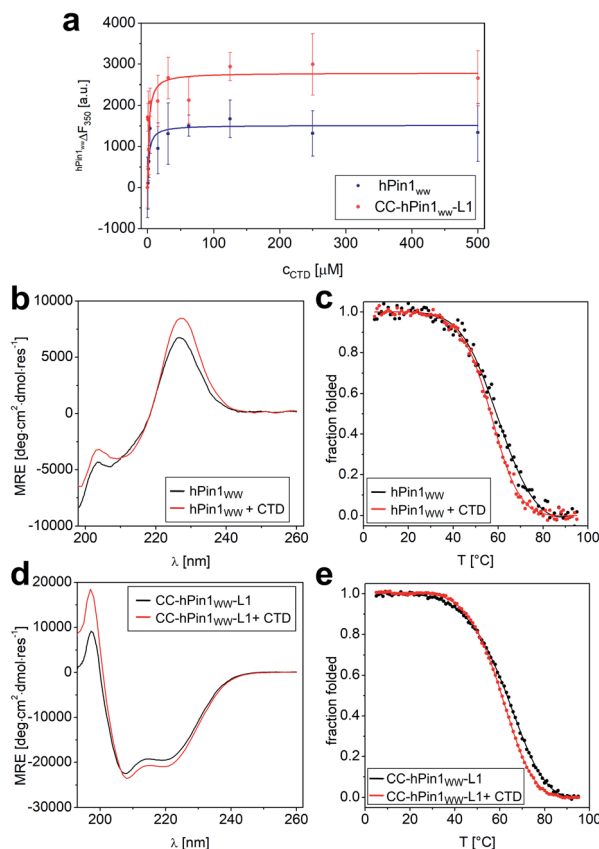 a
4000
3000
2000
1000
0
-1000
hPin1wwΔF350 [a.u.]
hPin1ww
CC-hPin1ww-L1
0 100 200 300 400 500
cCTD [µM]
b
10000
5000
0
-5000
-10000
MRE [deg·cm²·dmol·res⁻¹]
hPin1WW
hPin1WW + CTD
200 220 240 260
λ [nm]
c
1.0
0.8
0.6
0.4
0.2
0.0
fraction folded
hPin1WW
hPin1WW + CTD
0 20 40 60 80 100
T [°C]
d
20000
10000
0
-10000
-20000
-30000
MRE [deg·cm²·dmol·res⁻¹]
CC-hPin1WW-L1
CC-hPin1WW-L1+ CTD
200 220 240 260
λ [nm]
e
1.0
0.8
0.6
0.4
0.2
0.0
fraction folded
CC-hPin1WW-L1
CC-hPin1WW-L1+ CTD
0 20 40 60 80 100
T [°C]